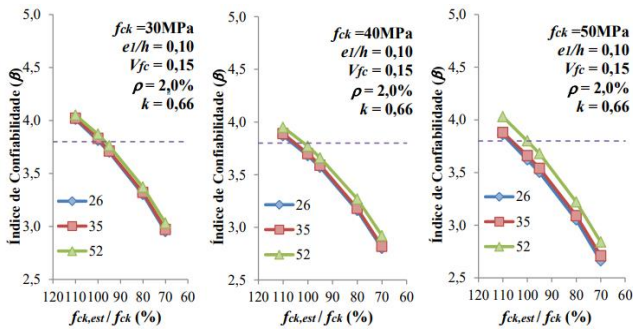 5,0
4,5
4,0
3,5
3,0
2,5
Índice de Confiabilidade (β)
fck =30MPa
e1/h = 0,10
Vfc = 0,15
ρ = 2,0%
k = 0,66
26
35
52
120 110 100 90 80 70 60
fck,est / fck (%)
5,0
4,5
4,0
3,5
3,0
2,5
Índice de Confiabilidade (β)
fck =40MPa
e1/h = 0,10
Vfc = 0,15
ρ = 2,0%
k = 0,66
26
35
52
120 110 100 90 80 70 60
fck,est / fck (%)
5,0
4,5
4,0
3,5
3,0
2,5
Índice de Confiabilidade (β)
fck =50MPa
e1/h = 0,10
Vfc = 0,15
ρ = 2,0%
k = 0,66
26
35
52
120 110 100 90 80 70 60
fck,est / fck (%)